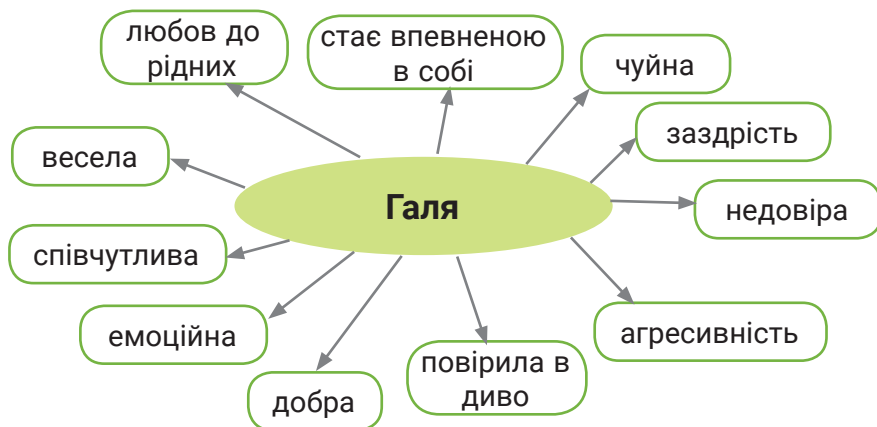 любов до
рідних
стає впевненою
в собі
чуйна
заздрість
весела
Галя
недовіра
співчутлива
емоційна
агресивність
добра
повірила в
диво